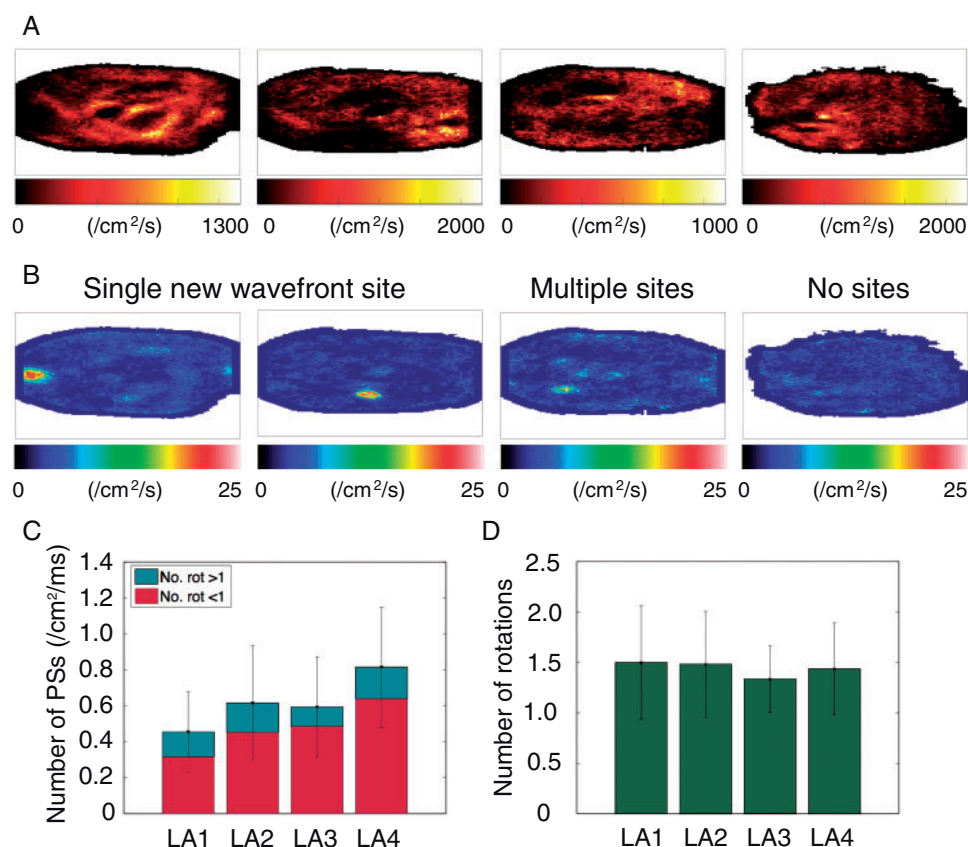 A
0 (/cm²/s) 1300
0 (/cm²/s) 2000
0 (/cm²/s) 1000
0 (/cm²/s) 2000
B
Single new wavefront site
Multiple sites
No sites
0 (/cm²/s) 25
0 (/cm²/s) 25
0 (/cm²/s) 25
0 (/cm²/s) 25
C
Number of PSs (/cm²/ms)
1.4
1.2
1.0
0.8
0.6
0.4
0.2
0
No. rot >1
No. rot <1
LA1 LA2 LA3 LA4
D
Number of rotations
2.5
2.0
1.5
1.0
0.5
0
LA1 LA2 LA3 LA4